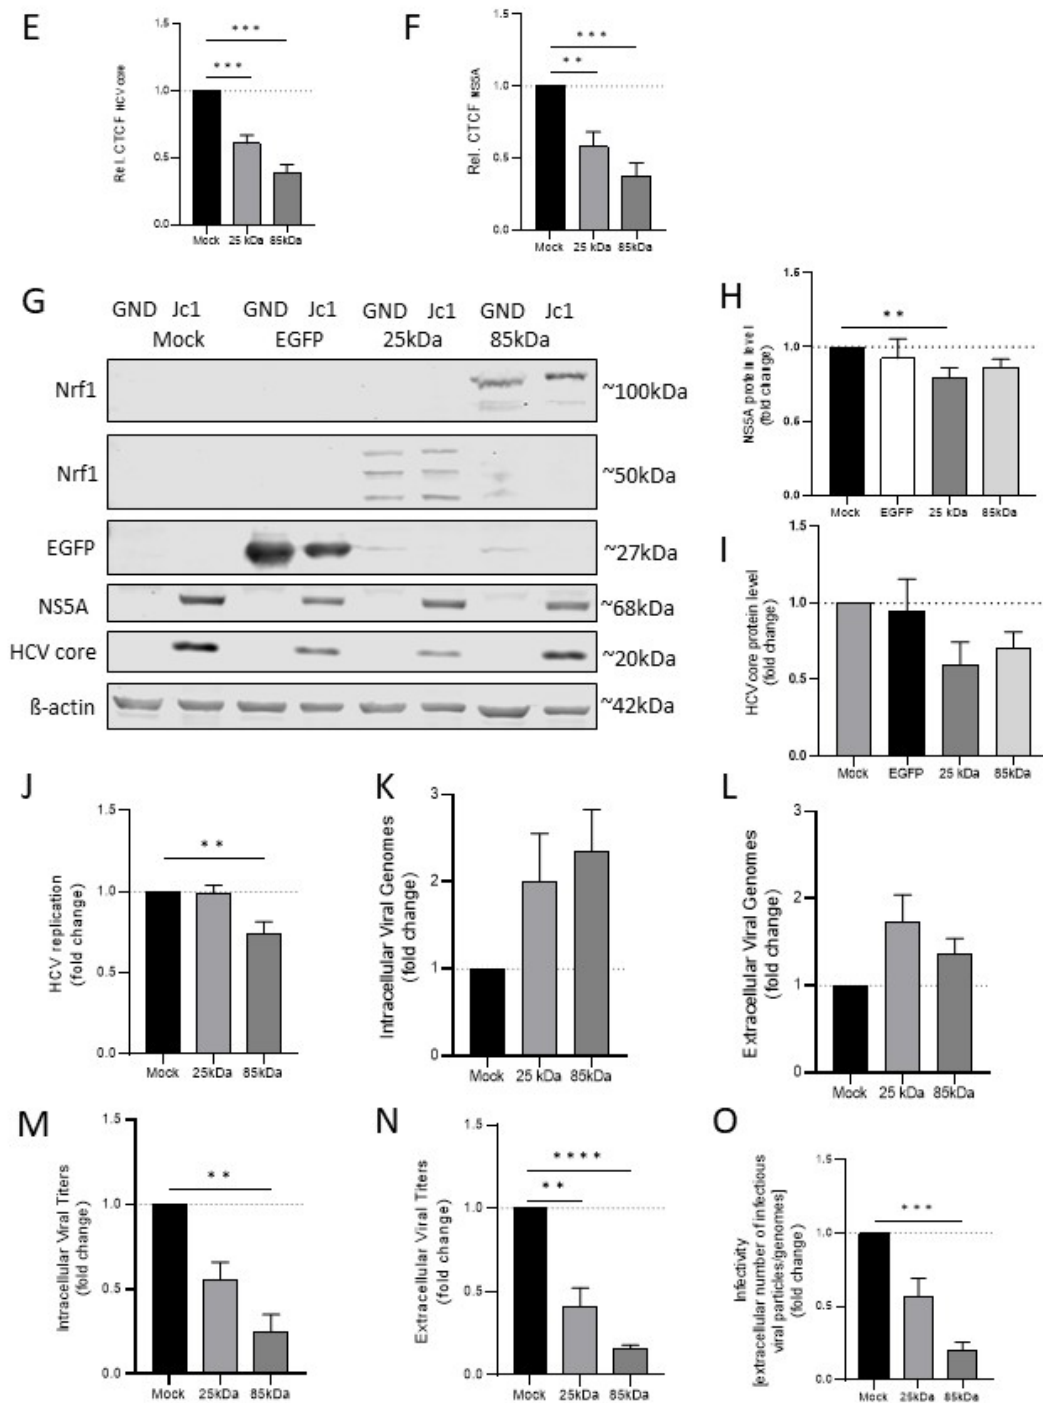 E
1.5
1.0
0.5
0.0
Rel. CTCF HCV core
* * *
* * *
Mock 25 kDa 85kDa
F
1.5
1.0
0.5
0.0
Rel. CTCF NS5A
* * *
* *
Mock 25 kDa 85kDa
G
GND Jc1 GND Jc1 GND Jc1 GND Jc1
Mock EGFP 25kDa 85kDa
Nrf1 ~100kDa
Nrf1 ~50kDa
EGFP ~27kDa
NS5A ~68kDa
HCV core ~20kDa
ß-actin ~42kDa
H
1.5
1.0
0.5
0.0
NS5A protein level
(fold change)
* *
Mock EGFP 25 kDa 85kDa
I
1.5
1.0
0.5
0.0
HCV core protein level
(fold change)
Mock EGFP 25 kDa 85kDa
J
1.5
1.0
0.5
0.0
HCV replication
(fold change)
* *
Mock 25kDa 85kDa
K
3
2
1
0
Intracellular Viral Genomes
(fold change)
Mock 25 kDa 85kDa
L
3
2
1
0
Extracellular Viral Genomes
(fold change)
Mock 25 kDa 85kDa
M
1.5
1.0
0.5
0.0
Intracellular Viral Titers
(fold change)
* *
Mock 25kDa 85kDa
N
1.5
1.0
0.5
0.0
Extracellular Viral Titers
(fold change)
* * * *
* *
Mock 25kDa 85kDa
O
1.5
1.0
0.5
0.0
Infectivity
[extracellular number of infectious
viral particles/genomes]
(fold change)
* * *
Mock 25kDa 85kDa